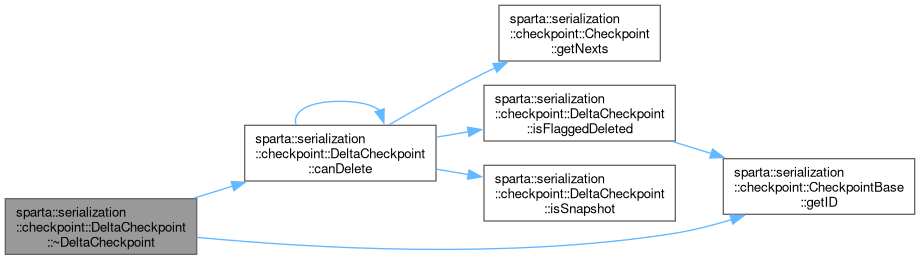 sparta::serialization
::checkpoint::Checkpoint
::getNexts
sparta::serialization
::checkpoint::DeltaCheckpoint
::isFlaggedDeleted
sparta::serialization
::checkpoint::DeltaCheckpoint
::canDelete
sparta::serialization
::checkpoint::CheckpointBase
::getID
sparta::serialization
::checkpoint::DeltaCheckpoint
::isSnapshot
sparta::serialization
::checkpoint::DeltaCheckpoint
::~DeltaCheckpoint